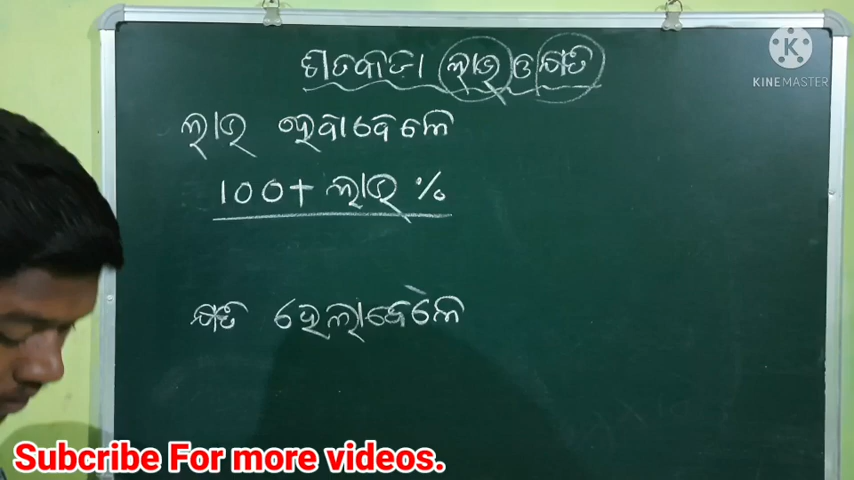 ଶତକଡା ଲାଭ ଓ କ୍ଷତି
KINEMASTER
ଲାଭ ହେବାବେଳେ
100+ ଲାଭ %
କ୍ଷତି ହେଲାବେଳେ
Subcribe For more videos.